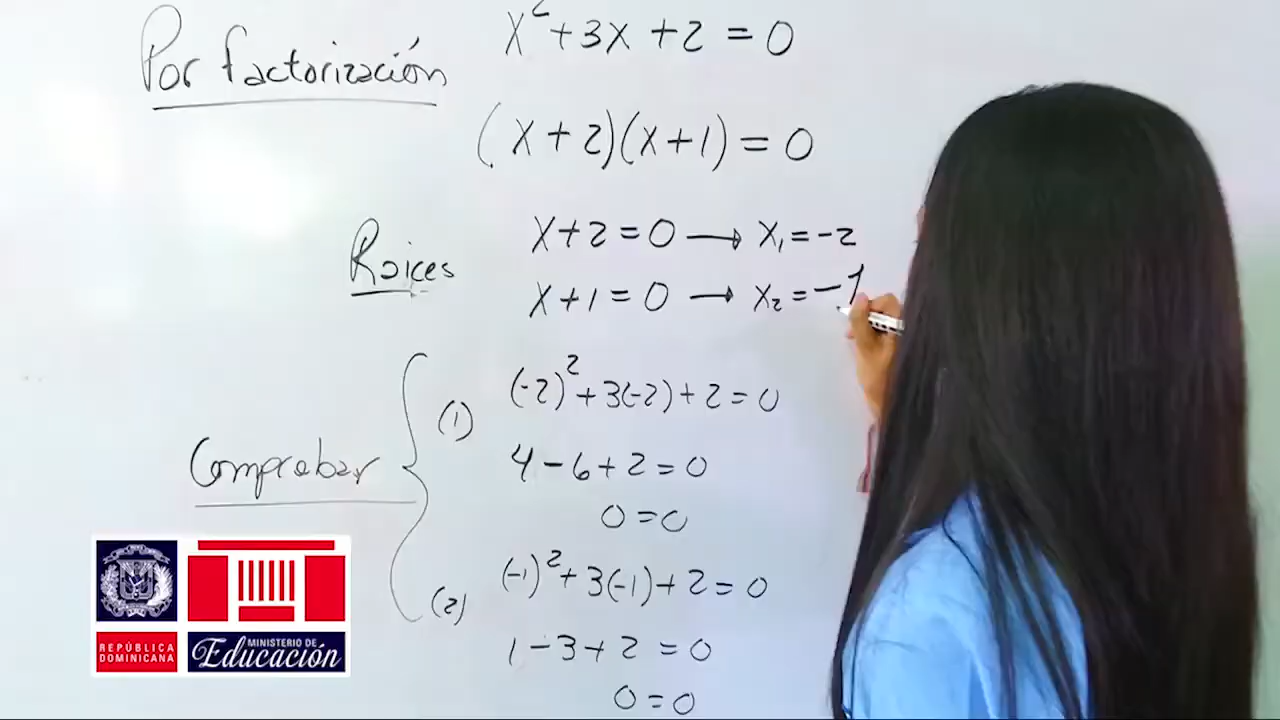 Por factorización
x² + 3x + 2 = 0
(x + 2)(x + 1) = 0
Raices
x + 2 = 0 → x₁ = -2
x + 1 = 0 → x₂ = -1
Comprobar
(1)
(-2)² + 3(-2) + 2 = 0
4 - 6 + 2 = 0
0 = 0
(2)
(-1)² + 3(-1) + 2 = 0
1 - 3 + 2 = 0
0 = 0
REPÚBLICA
DOMINICANA
MINISTERIO DE
Educación